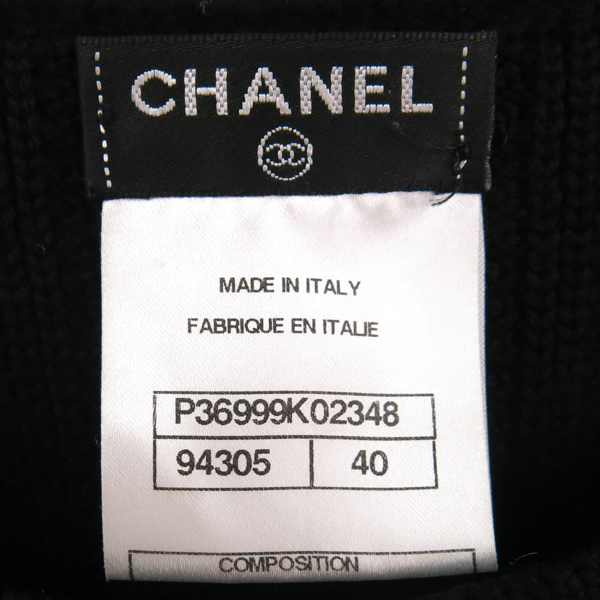 CHANEL
MADE IN ITALY
FABRIQUE EN ITALIE
P36999K02348
94305 40
COMPOSITION